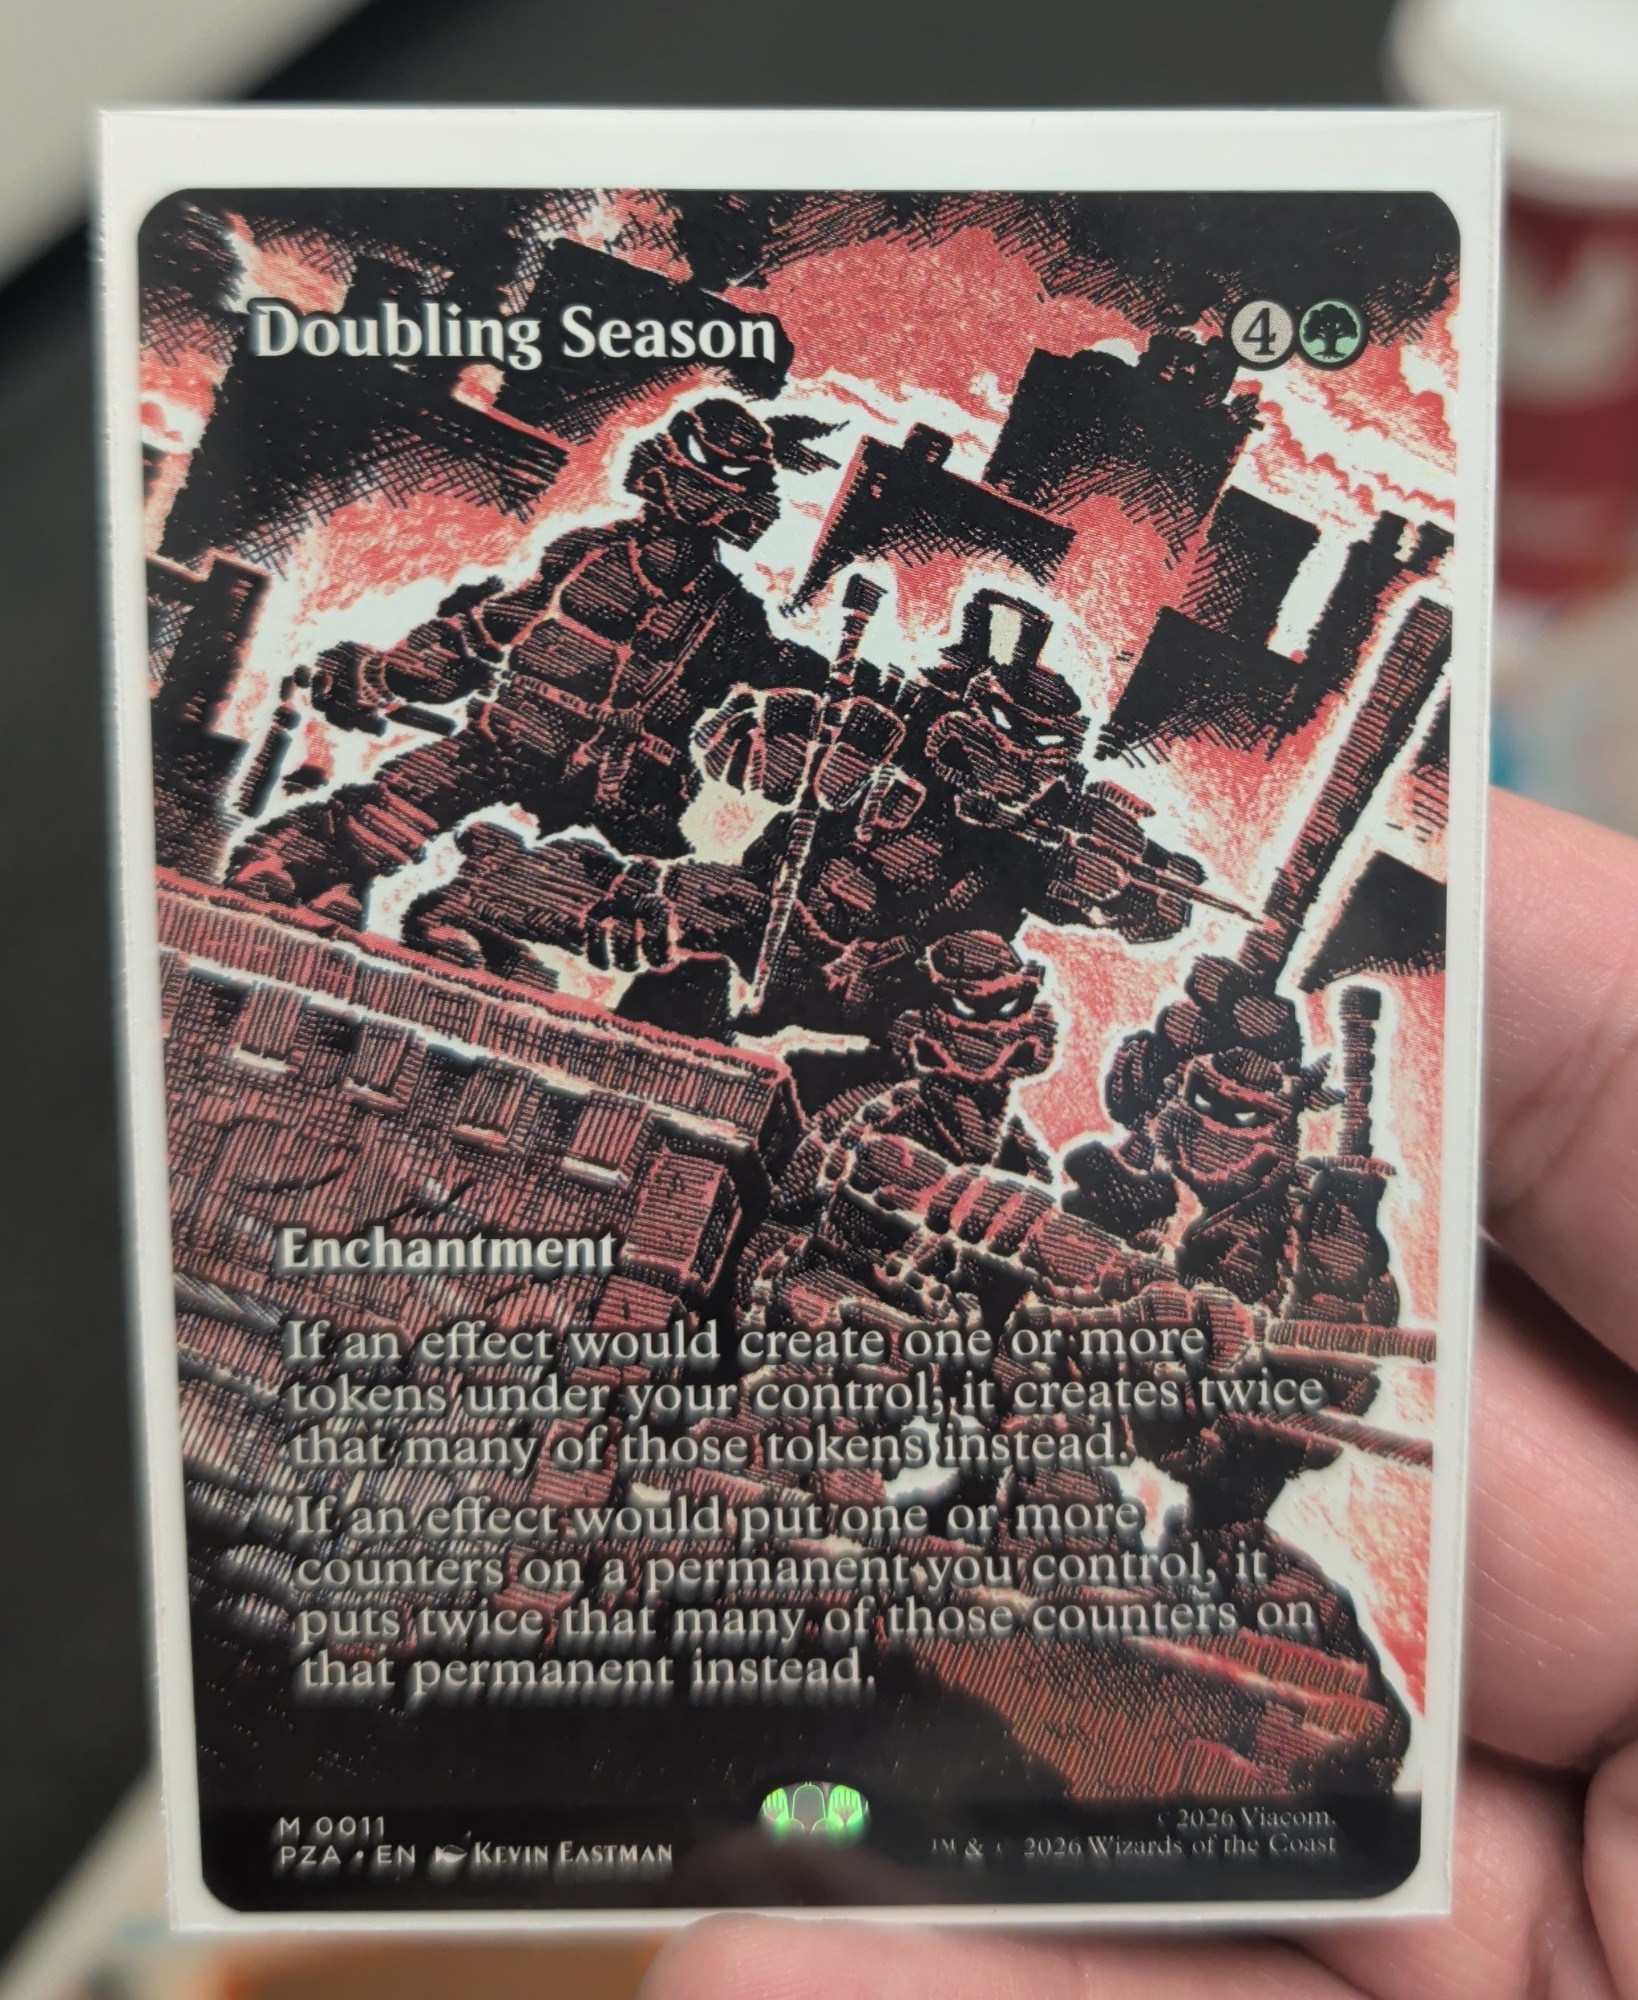 Doubling Season 4
Enchantment
If an effect would create one or more
tokens under your control, it creates twice
that many of those tokens instead.
If an effect would put one or more
counters on a permanent you control, it
puts twice that many of those counters on
that permanent instead.
M 0011
PZA • EN Kevin Eastman
© 2026 Viacom.
™ & © 2026 Wizards of the Coast